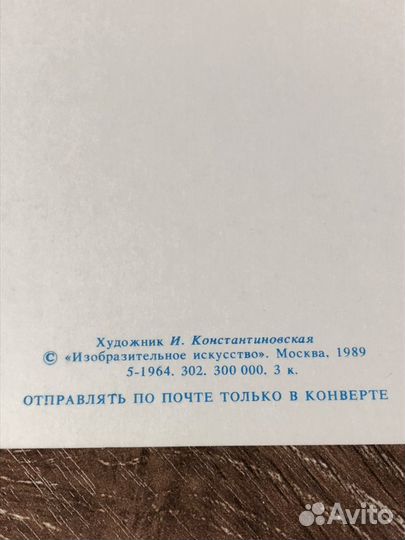 Художник И. Константиновская
© «Изобразительное искусство». Москва. 1989
5-1964. 302. 300 000. 3 к.
ОТПРАВЛЯТЬ ПО ПОЧТЕ ТОЛЬКО В КОНВЕРТЕ
Avito